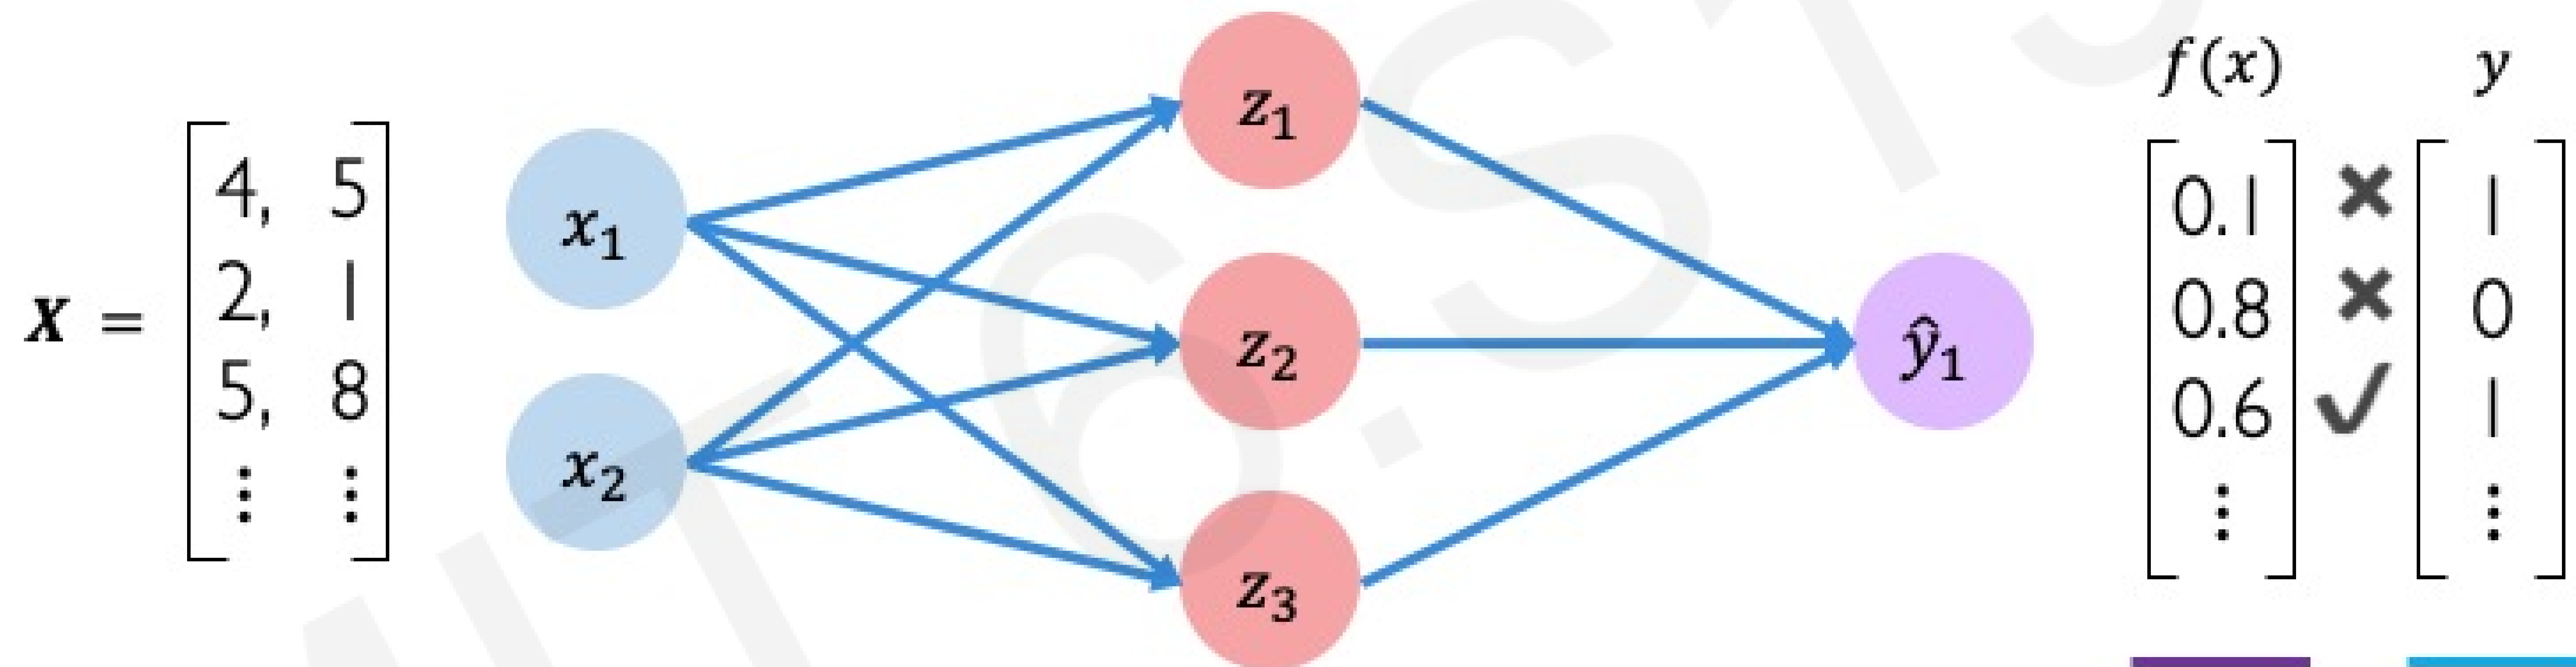 X =
4, 5
2, 1
5, 8
⋮ ⋮
x₁
x₂
z₁
z₂
z₃
ŷ₁
f(x) y
0.1 ✖ 1
0.8 ✖ 0
0.6 ✔ 1
⋮ ⋮